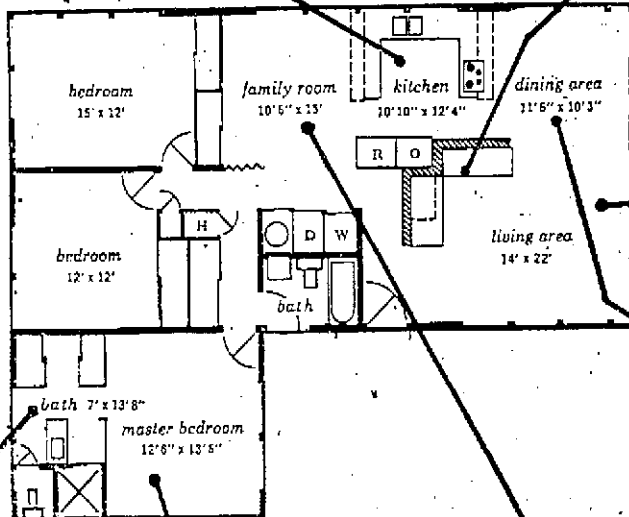 bedroom
15' x 12'
family room
10'6" x 15'
kitchen
10'10" x 12'4"
dining area
11'6" x 10'3"
R
O
H
D
W
bedroom
12' x 12'
living area
14' x 22'
bath
bath 7' x 13'8"
master bedroom
12'6" x 13'5"